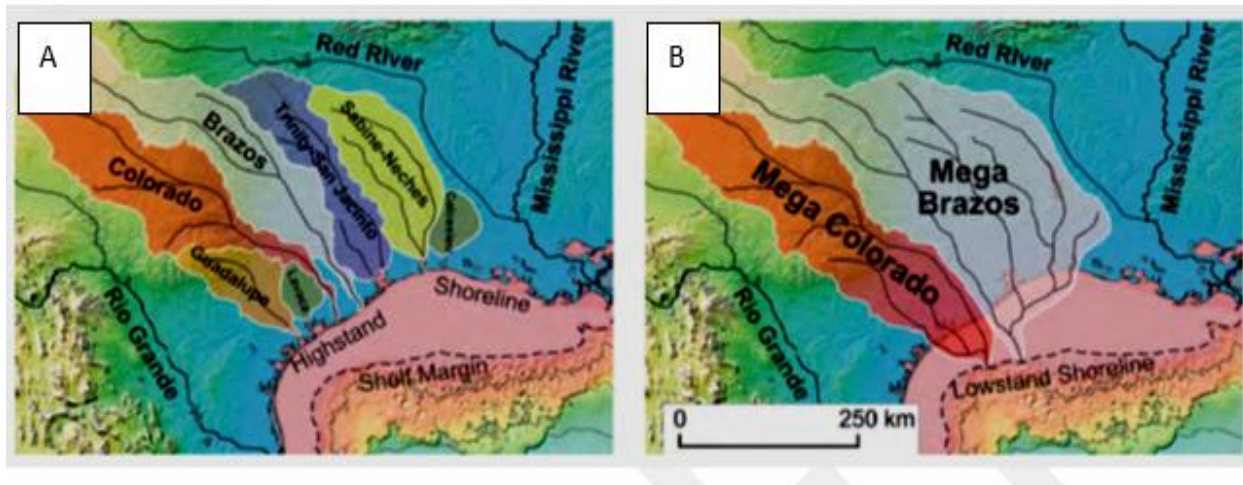 A
Red River
Mississippi River
Brazos
Trinity-San Jacinto
Sabine-Neches
Calcasieu
Colorado
Guadalupe
Lavaca
Rio Grande
Highstand
Shoreline
Shelf Margin
B
Red River
Mississippi River
Mega
Brazos
Mega Colorado
Rio Grande
Lowstand Shoreline
0
250 km